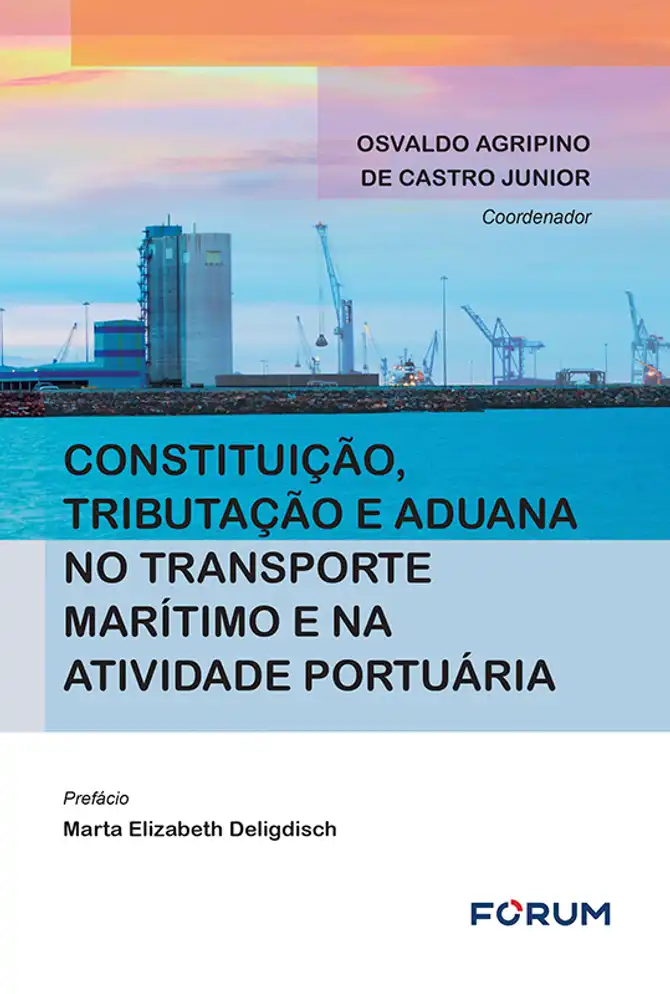 OSVALDO AGRIPINO
DE CASTRO JUNIOR
Coordenador
CONSTITUIÇÃO,
TRIBUTAÇÃO E ADUANA
NO TRANSPORTE
MARÍTIMO E NA
ATIVIDADE PORTUÁRIA
Prefácio
Marta Elizabeth Deligdisch
FÓRUM